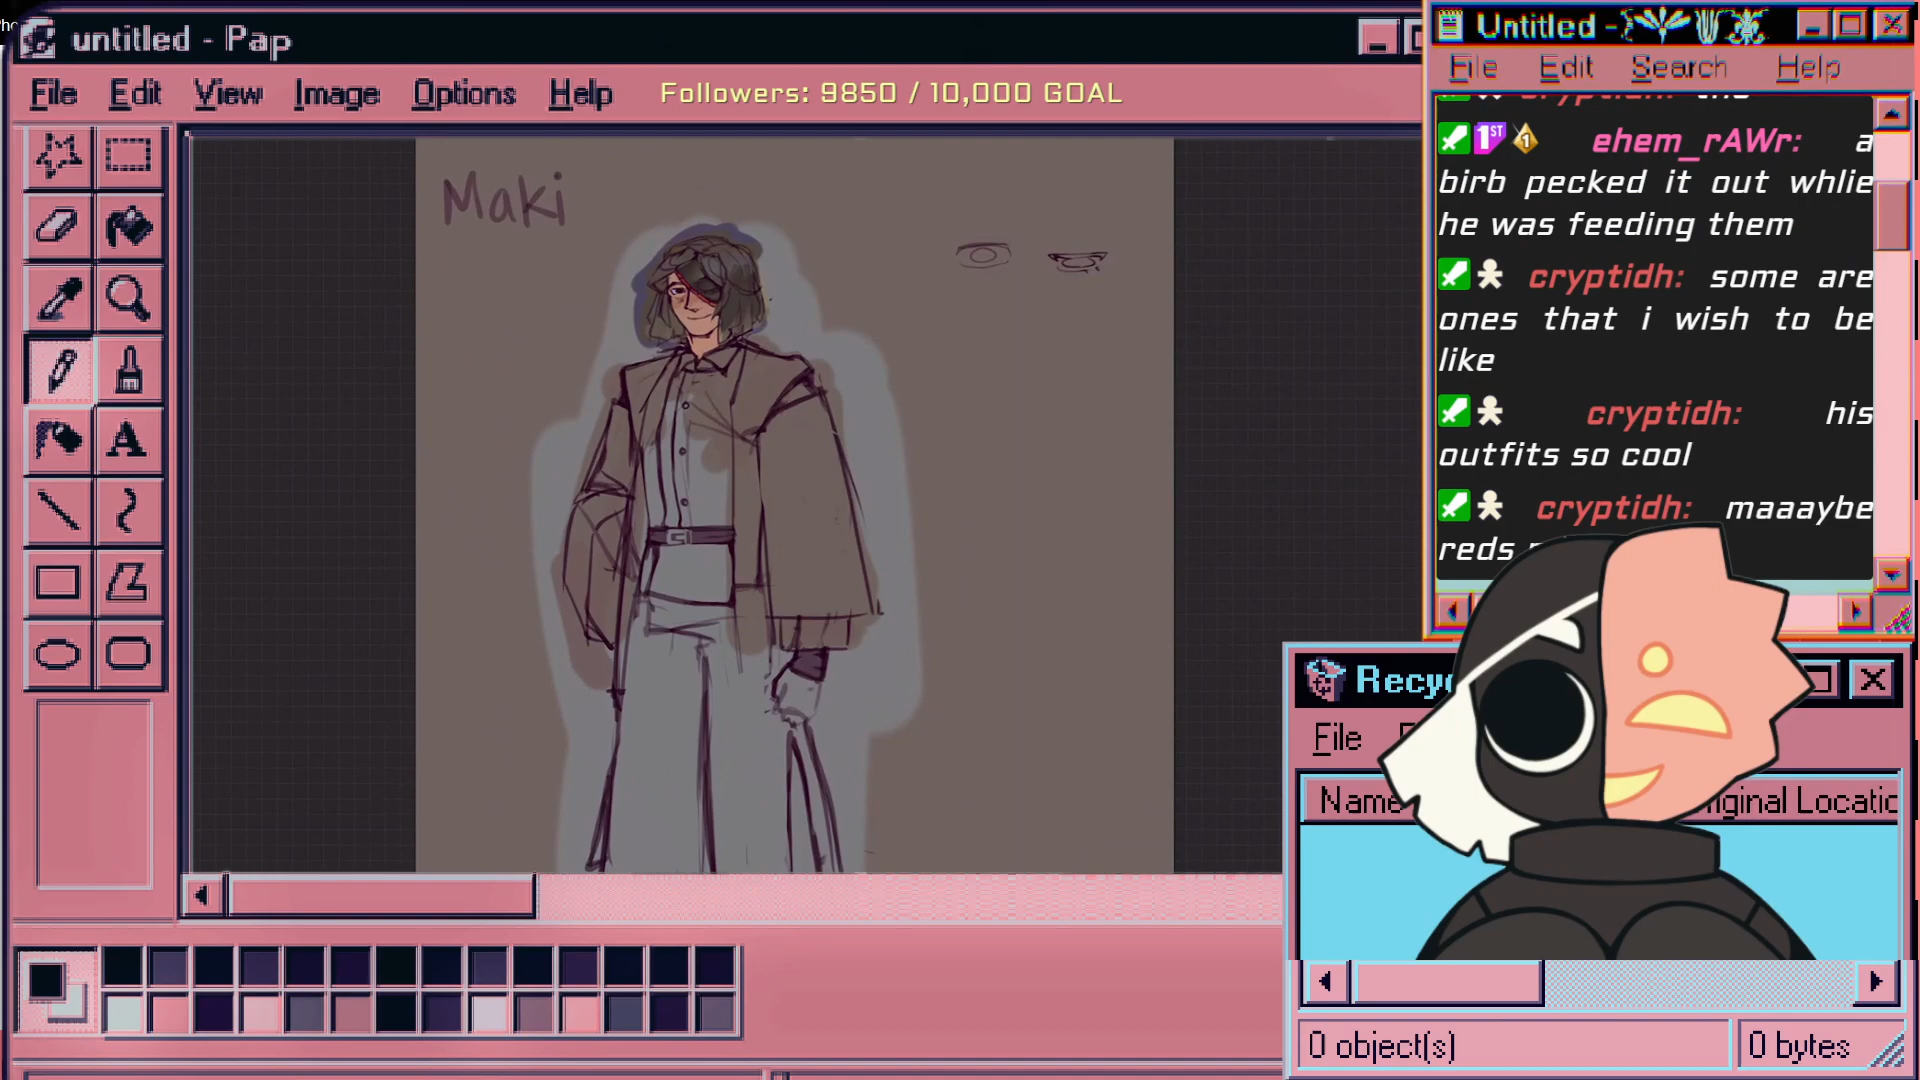 untitled - Pap
File Edit View Image Options Help
Followers: 9850 / 10,000 GOAL
Maki
A
Untitled -
File Edit Search Help
ehem_rAWr: a
birb pecked it out whlie
he was feeding them
cryptidh: some are
ones that i wish to be
like
cryptidh: his
outfits so cool
cryptidh: maaaybe
reds
File
Name
0 object(s)
0 bytes